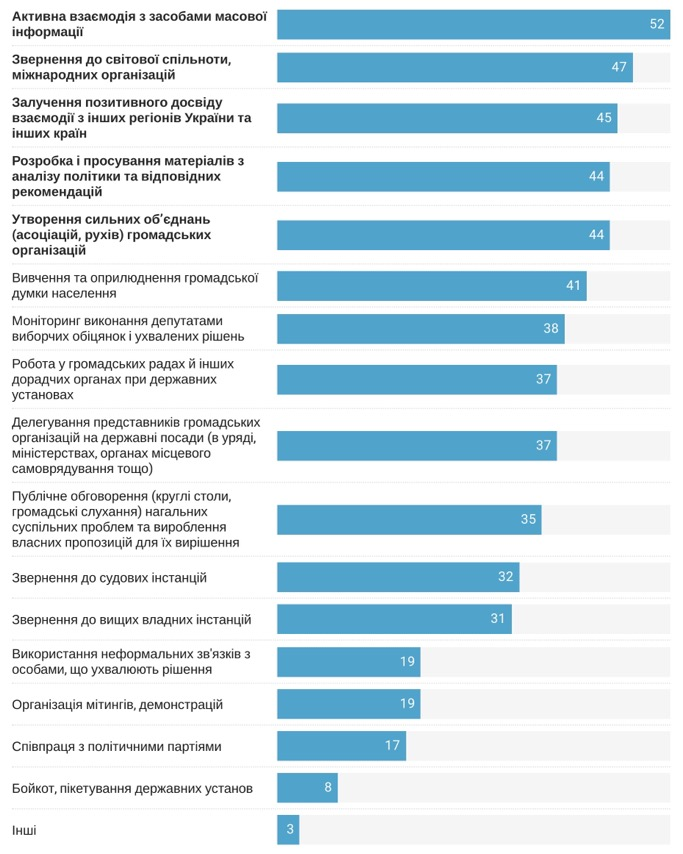 Активна взаємодія з засобами масової
інформації
52
Звернення до світової спільноти,
міжнародних організацій
47
Залучення позитивного досвіду
взаємодії з інших регіонів України та
інших країн
45
Розробка і просування матеріалів з
аналізу політики та відповідних
рекомендацій
44
Утворення сильних об’єднань
(асоціацій, рухів) громадських
організацій
44
Вивчення та оприлюднення громадської
думки населення
41
Моніторинг виконання депутатами
виборчих обіцянок і ухвалених рішень
38
Робота у громадських радах й інших
дорадчих органах при державних
установах
37
Делегування представників громадських
організацій на державні посади (в уряді,
міністерствах, органах місцевого
самоврядування тощо)
37
Публічне обговорення (круглі столи,
громадські слухання) нагальних
суспільних проблем та вироблення
власних пропозицій для їх вирішення
35
Звернення до судових інстанцій
32
Звернення до вищих владних інстанцій
31
Використання неформальних зв'язків з
особами, що ухвалюють рішення
19
Організація мітингів, демонстрацій
19
Співпраця з політичними партіями
17
Бойкот, пікетування державних установ
8
Інші
3